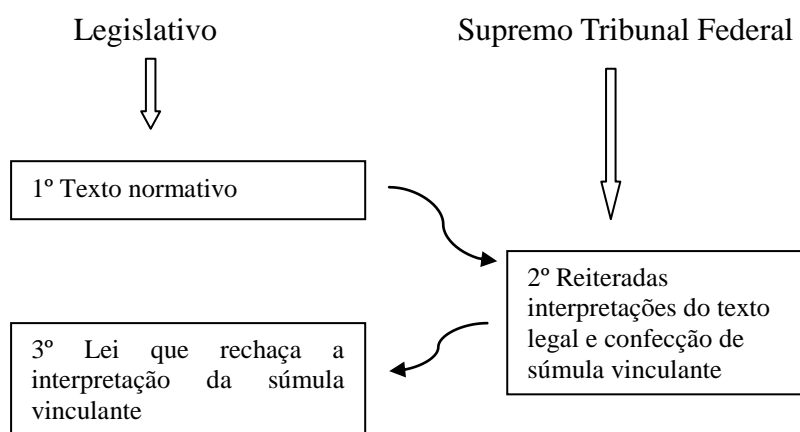 Legislativo
Supremo Tribunal Federal
1º Texto normativo
2º Reiteradas
interpretações do texto
legal e confecção de
súmula vinculante
3º Lei que rechaça a
interpretação da súmula
vinculante